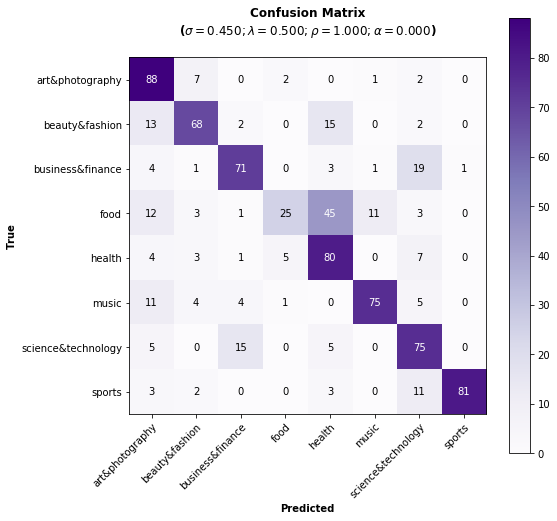 Confusion Matrix
(σ = 0.450; λ = 0.500; ρ = 1.000; α = 0.000)
True
art&photography 88 7 0 2 0 1 2 0
beauty&fashion 13 68 2 0 15 0 2 0
business&finance 4 1 71 0 3 1 19 1
food 12 3 1 25 45 11 3 0
health 4 3 1 5 80 0 7 0
music 11 4 4 1 0 75 5 0
science&technology 5 0 15 0 5 0 75 0
sports 3 2 0 0 3 0 11 81
art&photography beauty&fashion business&finance food health music science&technology sports
Predicted
80
70
60
50
40
30
20
10
0